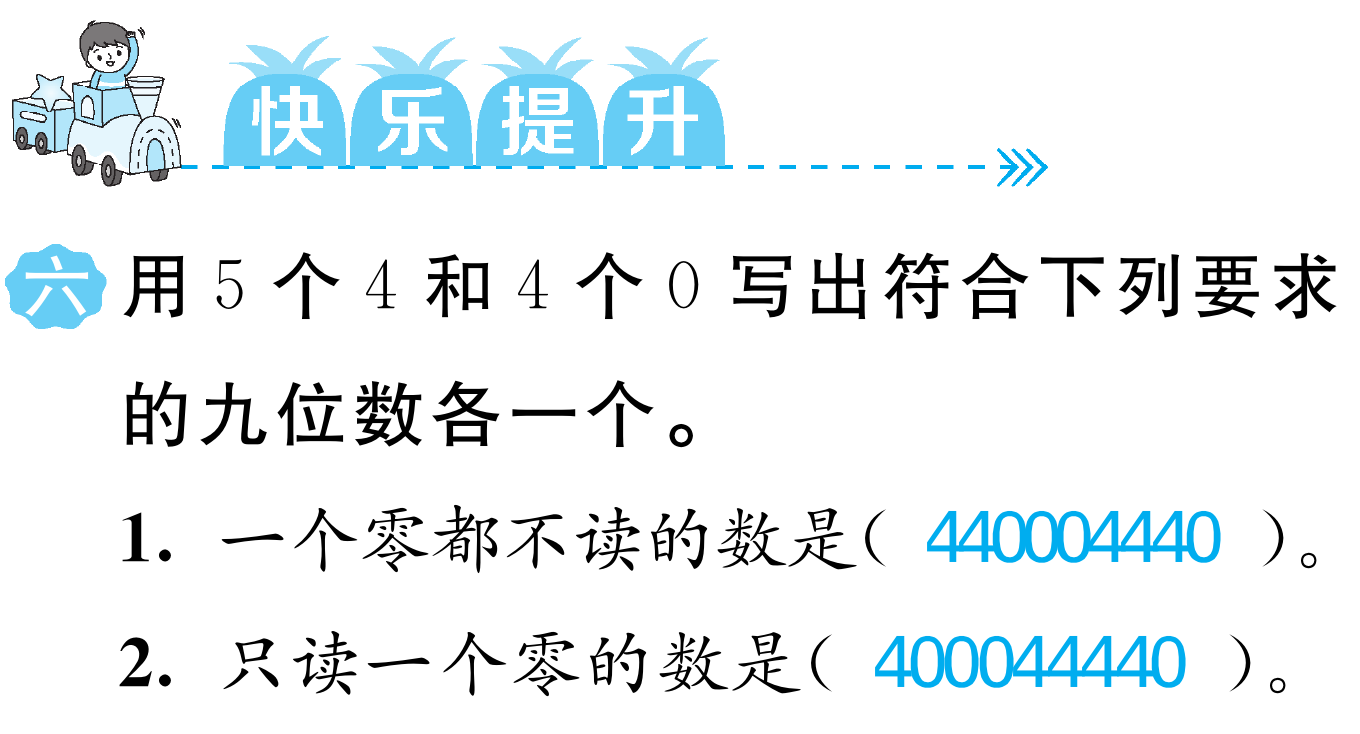 快乐提升
六 用5个4和4个0写出符合下列要求
的九位数各一个。
1. 一个零都不读的数是( 440004440 )。
2. 只读一个零的数是( 400044440 )。